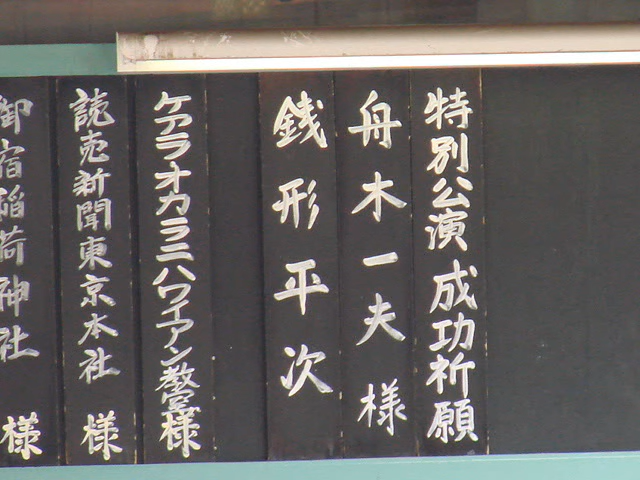 特別公演成功祈願
舟木一夫様
銭形平次
ケアラオカラニハワイアン教室様
読売新聞東京本社様
御宿稲荷神社様